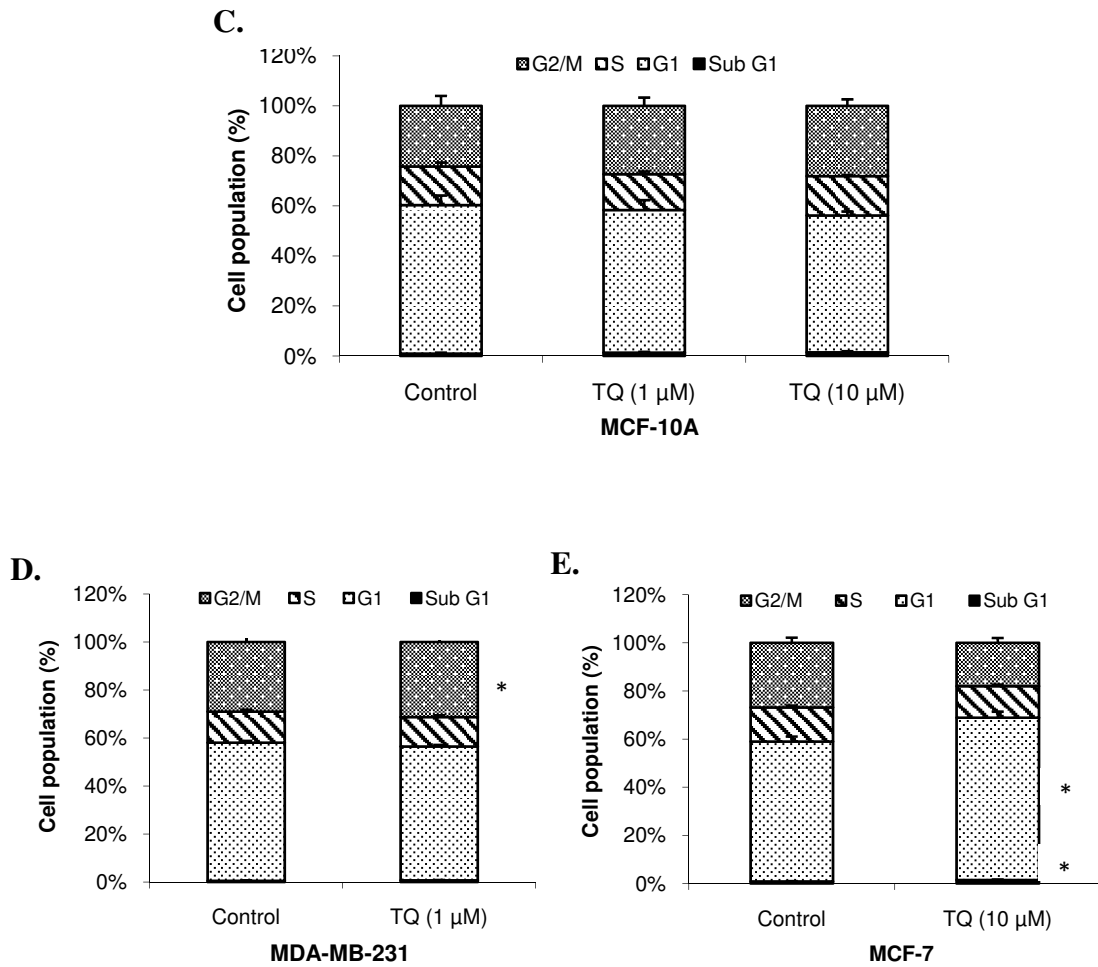 C.
120%
G2/M S G1 Sub G1
100%
80%
60%
40%
20%
0%
Cell population (%)
Control TQ (1 µM) TQ (10 µM)
MCF-10A
D.
120%
G2/M S G1 Sub G1
100%
80%
*
60%
40%
20%
0%
Cell population (%)
Control TQ (1 µM)
MDA-MB-231
E.
120%
G2/M S G1 Sub G1
100%
80%
60%
40%
*
20%
*
0%
Cell population (%)
Control TQ (10 µM)
MCF-7